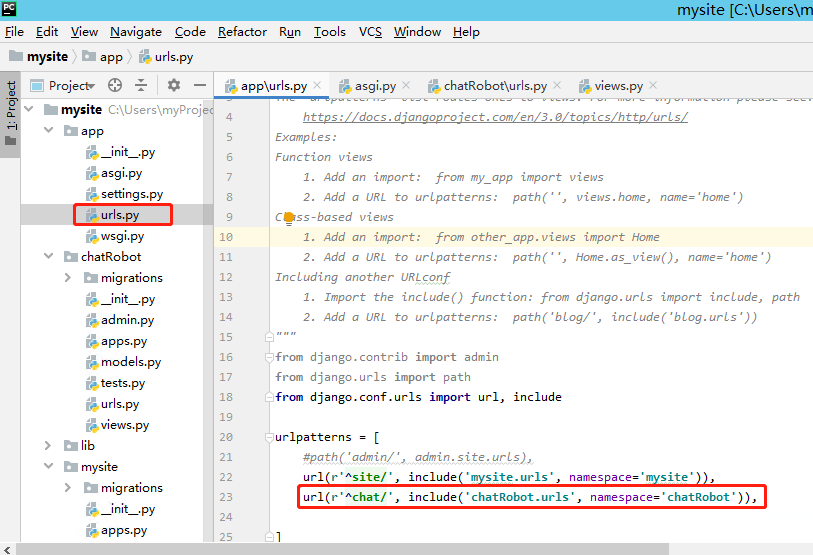 PC
mysite [C:\Users\m
File Edit View Navigate Code Refactor Run Tools VCS Window Help
mysite app urls.py
1: Project
Project
app\urls.py asgi.py chatRobot\urls.py views.py
mysite C:\Users\myProjec
app
__init__.py
asgi.py
settings.py
urls.py
wsgi.py
chatRobot
migrations
__init__.py
admin.py
apps.py
models.py
tests.py
urls.py
views.py
lib
mysite
migrations
__init__.py
apps.py
4 https://docs.djangoproject.com/en/3.0/topics/http/urls/
5 Examples:
6 Function views
7 1. Add an import:  from my_app import views
8 2. Add a URL to urlpatterns:  path('', views.home, name='home')
9 Class-based views
10 1. Add an import:  from other_app.views import Home
11 2. Add a URL to urlpatterns:  path('', Home.as_view(), name='home')
12 Including another URLconf
13 1. Import the include() function: from django.urls import include, path
14 2. Add a URL to urlpatterns:  path('blog/', include('blog.urls'))
15 """
16 from django.contrib import admin
17 from django.urls import path
18 from django.conf.urls import url, include
19
20 urlpatterns = [
21 #path('admin/', admin.site.urls),
22 url(r'^site/', include('mysite.urls', namespace='mysite')),
23 url(r'^chat/', include('chatRobot.urls', namespace='chatRobot')),
24
25 ]